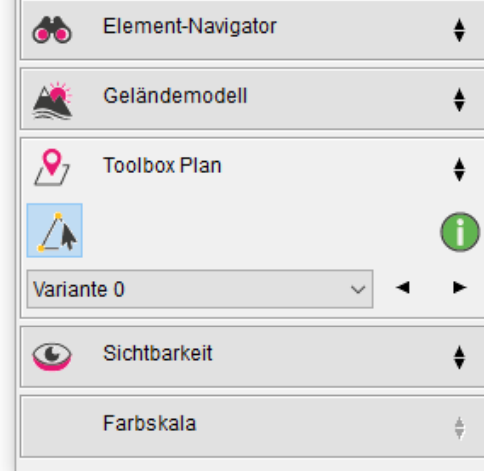 Element-Navigator
Geländemodell
Toolbox Plan
i
Variante 0
Sichtbarkeit
Farbskala